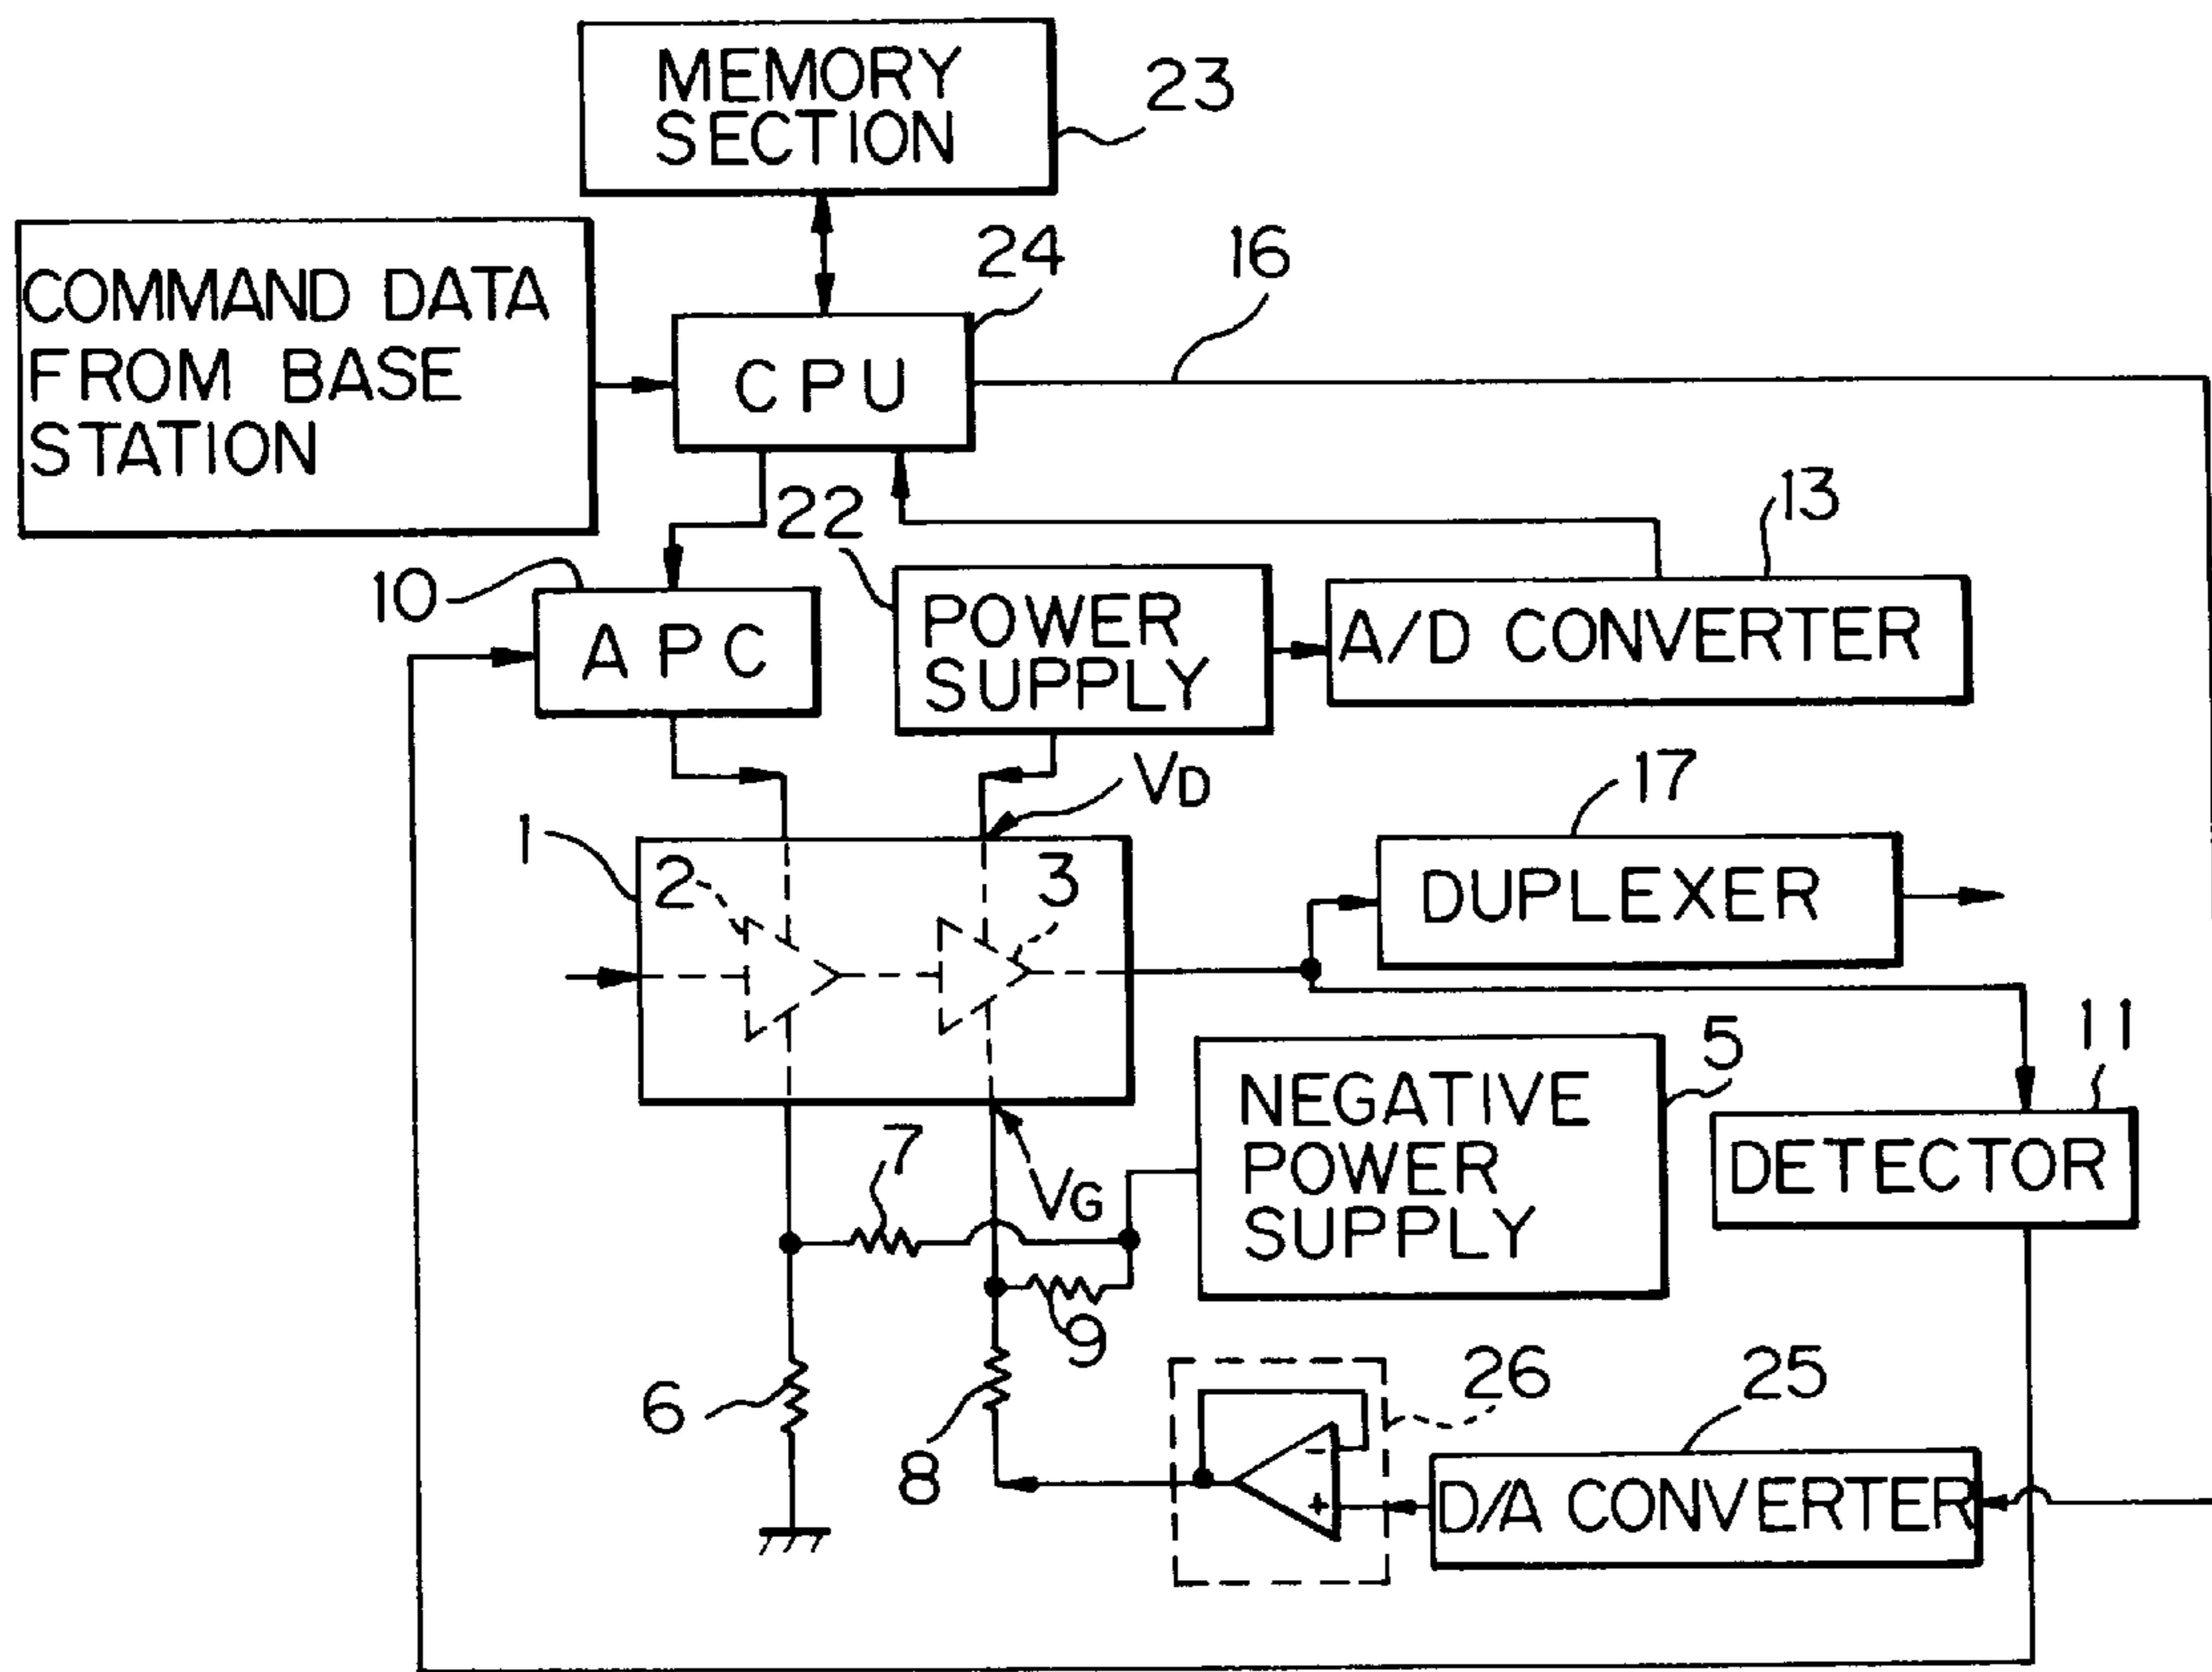 MEMORY
SECTION
23
COMMAND DATA
FROM BASE
STATION
24
16
CPU
22
13
10
APC
POWER
SUPPLY
A/D CONVERTER
VD
17
1
2
3
DUPLEXER
5
11
NEGATIVE
POWER
SUPPLY
DETECTOR
7
VG
9
6
8
26
25
-
+
D/A CONVERTER